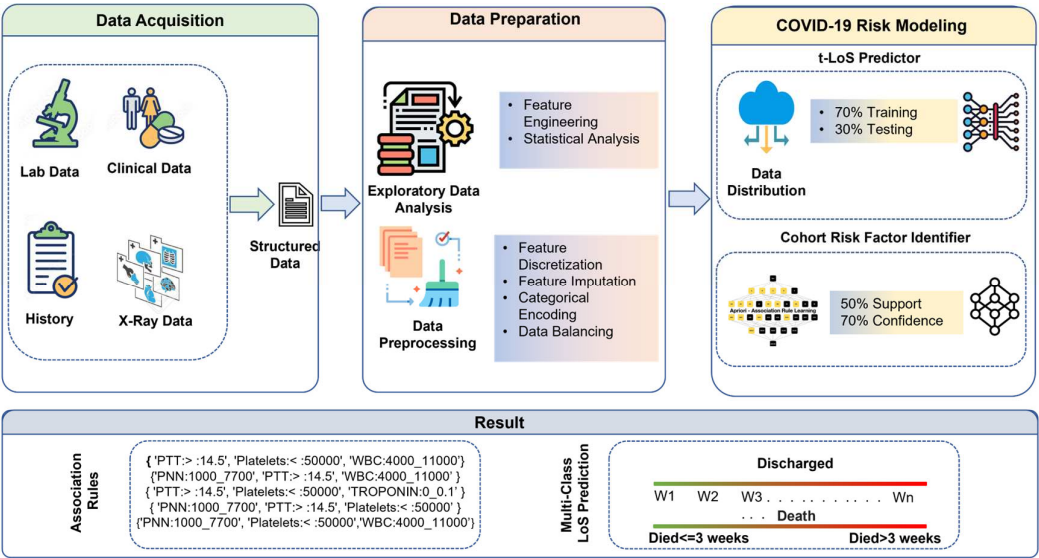 Data Acquisition
Lab Data
Clinical Data
History
X-Ray Data
Structured
Data
Data Preparation
Exploratory Data
Analysis
• Feature
Engineering
• Statistical Analysis
Data
Preprocessing
• Feature
Discretization
• Feature Imputation
• Categorical
Encoding
• Data Balancing
COVID-19 Risk Modeling
t-LoS Predictor
Data
Distribution
• 70% Training
• 30% Testing
Cohort Risk Factor Identifier
Apriori - Association Rule Learning
50% Support
70% Confidence
Result
Association
Rules
{ 'PTT:> :14.5', 'Platelets:< :50000', 'WBC:4000_11000'}
{'PNN:1000_7700', 'PTT:> :14.5', 'WBC:4000_11000' }
{ 'PTT:> :14.5', 'Platelets:< :50000', 'TROPONIN:0_0.1' }
{ 'PNN:1000_7700', 'PTT:> :14.5', 'Platelets:< :50000' }
{'PNN:1000_7700', 'Platelets:< :50000','WBC:4000_11000'}
Multi-Class
LoS Prediction
Discharged
W1 W2 W3 . . . . . . . . . . . . Wn
. . . Death
Died<=3 weeks Died>3 weeks